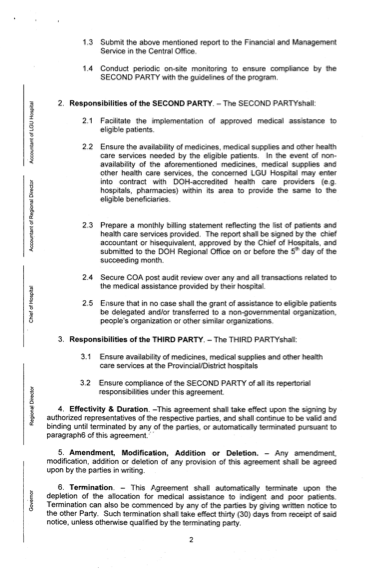 1.3 Submit the above mentioned report to the Financial and Management
Service in the Central Office.
1.4 Conduct periodic on-site monitoring to ensure compliance by the
SECOND PARTY with the guidelines of the program.
2. Responsibilities of the SECOND PARTY. – The SECOND PARTYshall:
2.1 Facilitate the implementation of approved medical assistance to
eligible patients.
2.2 Ensure the availability of medicines, medical supplies and other health
care services needed by the eligible patients. In the event of non-
availability of the aforementioned medicines, medical supplies and
other health care services, the concerned LGU Hospital may enter
into contract with DOH-accredited health care providers (e.g.
hospitals, pharmacies) within its area to provide the same to the
eligible beneficiaries.
2.3 Prepare a monthly billing statement reflecting the list of patients and
health care services provided. The report shall be signed by the chief
accountant or hisequivalent, approved by the Chief of Hospitals, and
submitted to the DOH Regional Office on or before the 5th day of the
succeeding month.
2.4 Secure COA post audit review over any and all transactions related to
the medical assistance provided by their hospital.
2.5 Ensure that in no case shall the grant of assistance to eligible patients
be delegated and/or transferred to a non-governmental organization,
people's organization or other similar organizations.
3. Responsibilities of the THIRD PARTY. – The THIRD PARTYshall:
3.1 Ensure availability of medicines, medical supplies and other health
care services at the Provincial/District hospitals
3.2 Ensure compliance of the SECOND PARTY of all its repertorial
responsibilities under this agreement.
4. Effectivity & Duration. –This agreement shall take effect upon the signing by
authorized representatives of the respective parties, and shall continue to be valid and
binding until terminated by any of the parties, or automatically terminated pursuant to
paragraph6 of this agreement.
5. Amendment, Modification, Addition or Deletion. – Any amendment,
modification, addition or deletion of any provision of this agreement shall be agreed
upon by the parties in writing.
6. Termination. – This Agreement shall automatically terminate upon the
depletion of the allocation for medical assistance to indigent and poor patients.
Termination can also be commenced by any of the parties by giving written notice to
the other Party. Such termination shall take effect thirty (30) days from receipt of said
notice, unless otherwise qualified by the terminating party.
2
Accountant of LGU Hospital
Accountant of Regional Director
Chief of Hospital
Regional Director
Governor